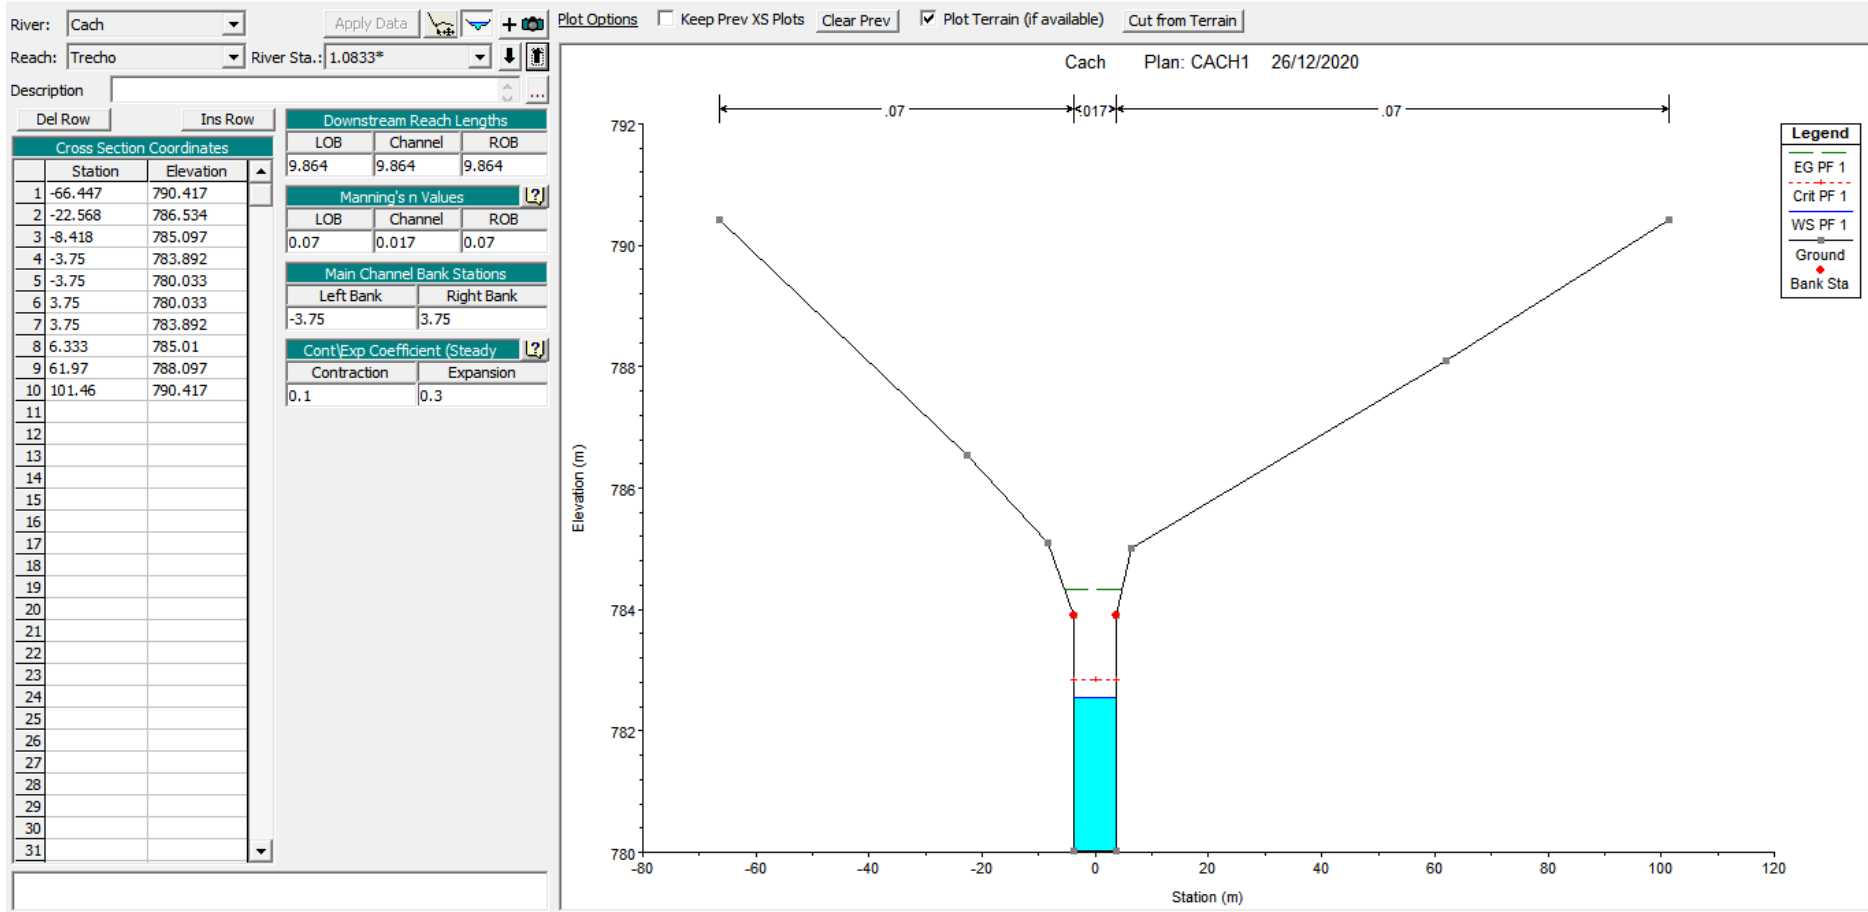 River: Cach Apply Data
Reach: Trecho River Sta.: 1.0833*
Description ...
Del Row Ins Row
Cross Section Coordinates
Station Elevation
1 -66.447 790.417
2 -22.568 786.534
3 -8.418 785.097
4 -3.75 783.892
5 -3.75 780.033
6 3.75 780.033
7 3.75 783.892
8 6.333 785.01
9 61.97 788.097
10 101.46 790.417
11
12
13
14
15
16
17
18
19
20
21
22
23
24
25
26
27
28
29
30
31
Downstream Reach Lengths
LOB Channel ROB
9.864 9.864 9.864
Manning's n Values ?
LOB Channel ROB
0.07 0.017 0.07
Main Channel Bank Stations
Left Bank Right Bank
-3.75 3.75
Cont\Exp Coefficient (Steady ?
Contraction Expansion
0.1 0.3
Plot Options Keep Prev XS Plots Clear Prev Plot Terrain (if available) Cut from Terrain
Cach Plan: CACH1 26/12/2020
.07 .017 .07
792
790
788
786
784
782
780
Elevation (m)
-80 -60 -40 -20 0 20 40 60 80 100 120
Station (m)
Legend
EG PF 1
Crit PF 1
WS PF 1
Ground
Bank Sta